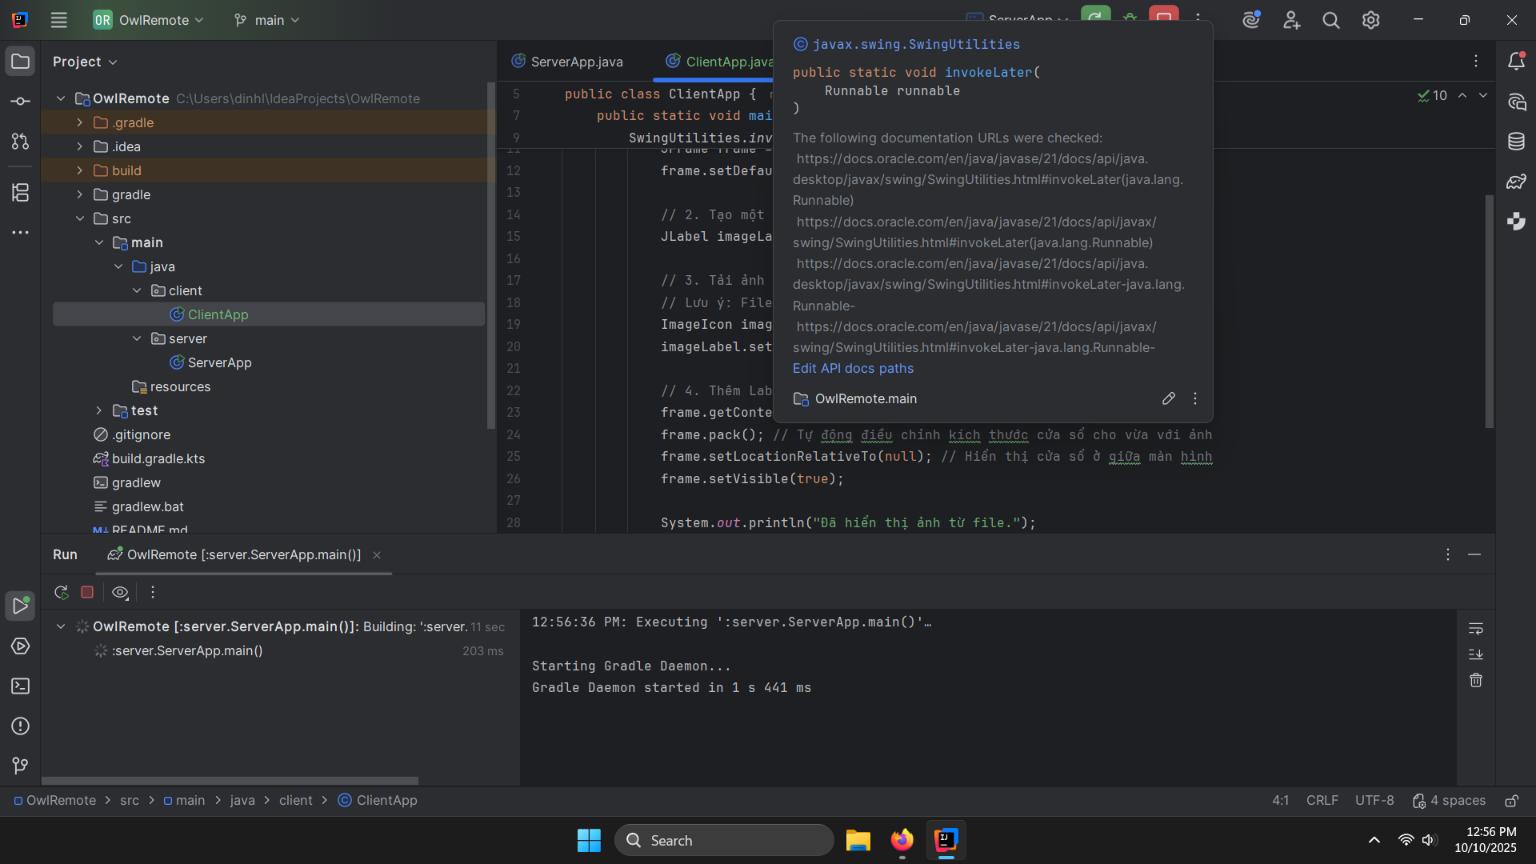 OR OwlRemote main ServerApp
Project
OwlRemote C:\Users\dinhl\IdeaProjects\OwlRemote
.gradle
.idea
build
gradle
src
main
java
client
ClientApp
server
ServerApp
resources
test
.gitignore
build.gradle.kts
gradlew
gradlew.bat
README.md
ServerApp.java ClientApp.java
5 public class ClientApp {
7 public static void mai
9 SwingUtilities.inv
11 JFrame frame =
12 frame.setDefau
13
14 // 2. Tạo một
15 JLabel imageLa
16
17 // 3. Tải ảnh
18 // Lưu ý: File
19 ImageIcon imag
20 imageLabel.set
21
22 // 4. Thêm Lab
23 frame.getConte
24 frame.pack(); // Tự động điều chỉnh kích thước cửa sổ cho vừa với ảnh
25 frame.setLocationRelativeTo(null); // Hiển thị cửa sổ ở giữa màn hình
26 frame.setVisible(true);
27
28 System.out.println("Đã hiển thị ảnh từ file.");
10
javax.swing.SwingUtilities
public static void invokeLater(
Runnable runnable
)
The following documentation URLs were checked:
https://docs.oracle.com/en/java/javase/21/docs/api/java.
desktop/javax/swing/SwingUtilities.html#invokeLater(java.lang.
Runnable)
https://docs.oracle.com/en/java/javase/21/docs/api/javax/
swing/SwingUtilities.html#invokeLater(java.lang.Runnable)
https://docs.oracle.com/en/java/javase/21/docs/api/java.
desktop/javax/swing/SwingUtilities.html#invokeLater-java.lang.
Runnable-
https://docs.oracle.com/en/java/javase/21/docs/api/javax/
swing/SwingUtilities.html#invokeLater-java.lang.Runnable-
Edit API docs paths
OwlRemote.main
Run OwlRemote [:server.ServerApp.main()]
OwlRemote [:server.ServerApp.main()]: Building: ':server. 11 sec
:server.ServerApp.main() 203 ms
12:56:36 PM: Executing ':server.ServerApp.main()'…
Starting Gradle Daemon...
Gradle Daemon started in 1 s 441 ms
OwlRemote > src > main > java > client > ClientApp
4:1 CRLF UTF-8 4 spaces
Search
12:56 PM
10/10/2025